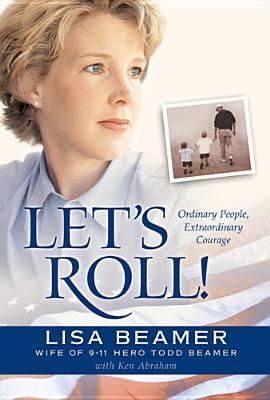 Ordinary People,
Extraordinary
Courage
LET'S
ROLL!
LISA BEAMER
WIFE OF 9-11 HERO TODD BEAMER
with Ken Abraham